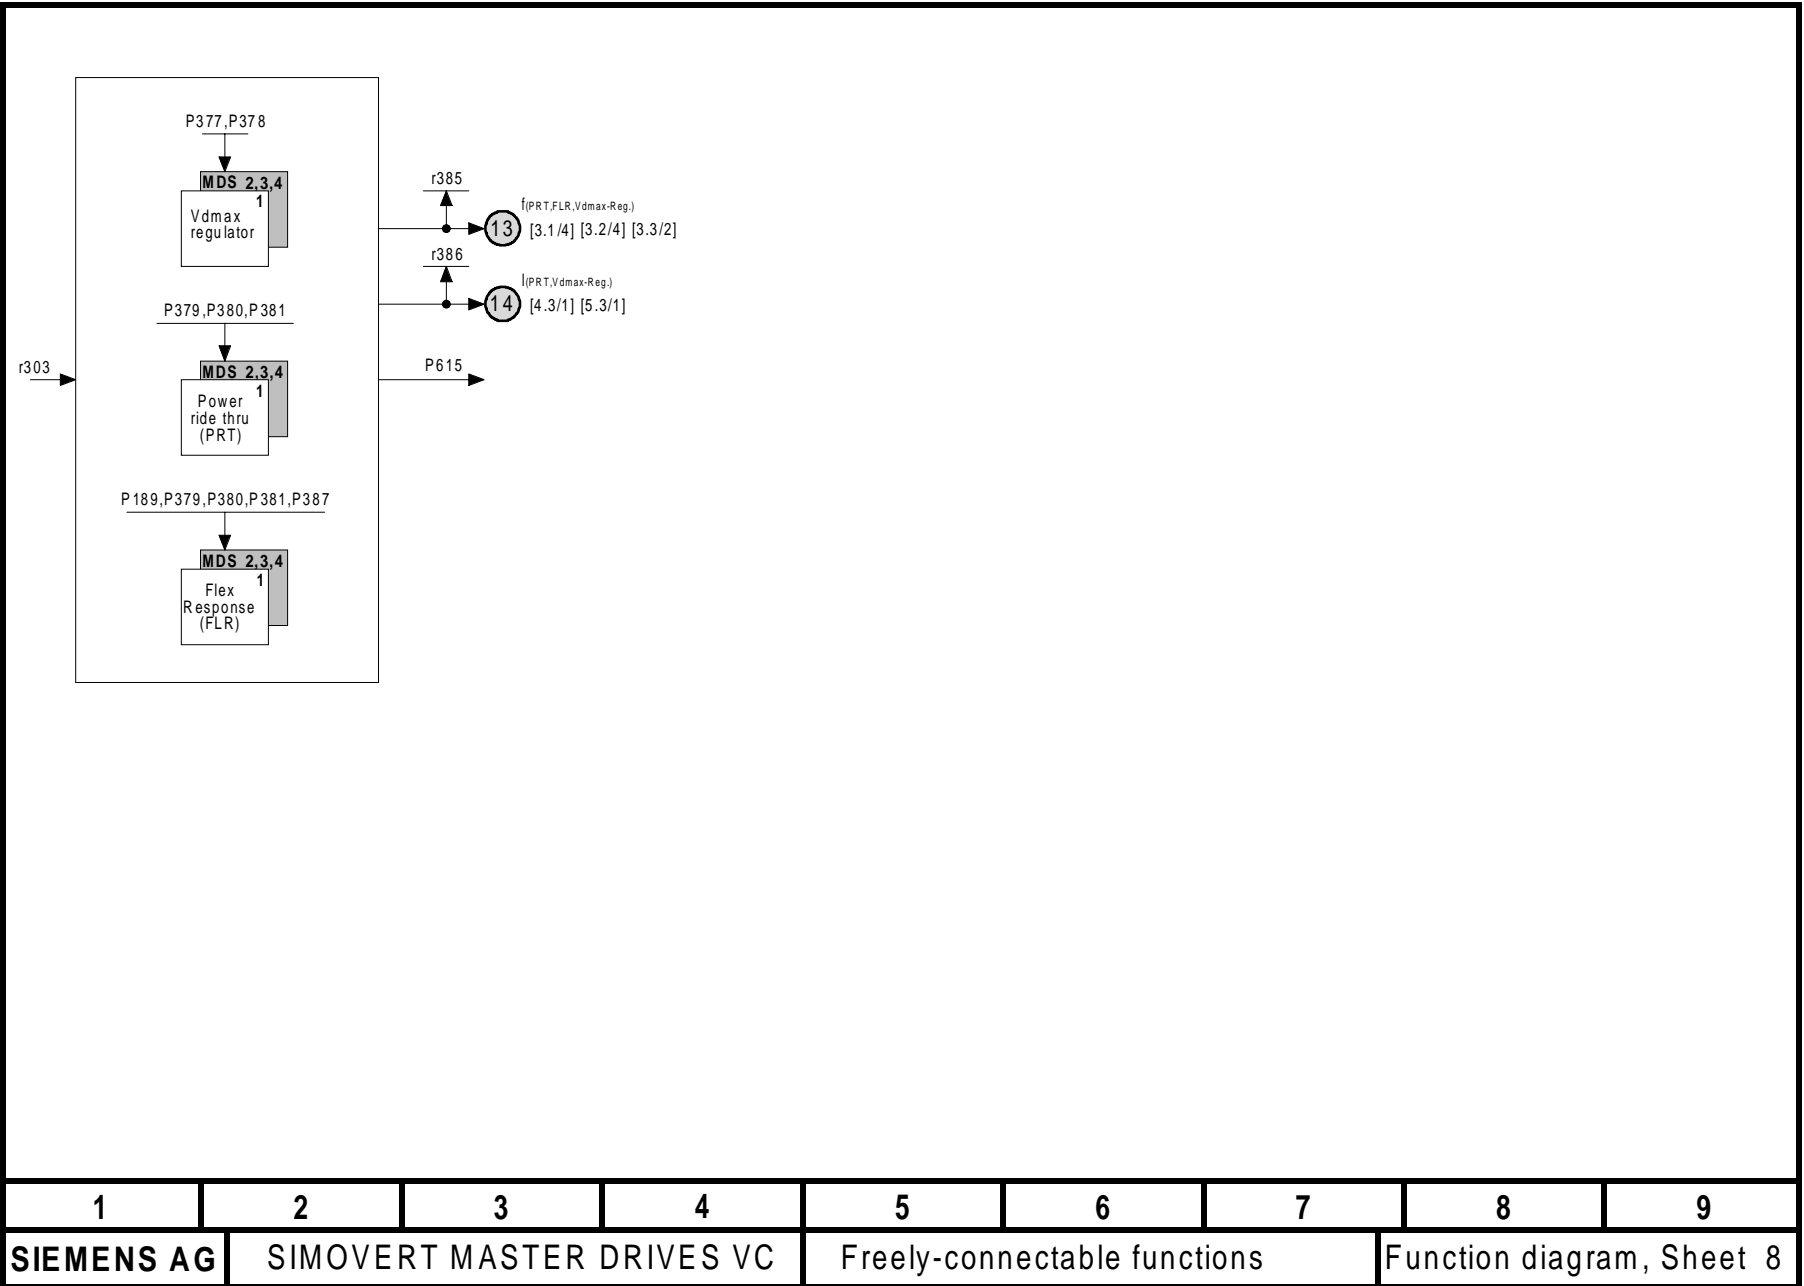 P377,P378
MDS 2,3,4
1
Vdmax
regulator
r385
f(PRT,FLR,Vdmax-Reg.)
13
[3.1/4] [3.2/4] [3.3/2]
r386
I(PRT,Vdmax-Reg.)
14
[4.3/1] [5.3/1]
P379,P380,P381
r303
MDS 2,3,4
1
Power
ride thru
(PRT)
P615
P189,P379,P380,P381,P387
MDS 2,3,4
1
Flex
Response
(FLR)
1 2 3 4 5 6 7 8 9
SIEMENS AG SIMOVERT MASTER DRIVES VC Freely-connectable functions Function diagram, Sheet 8